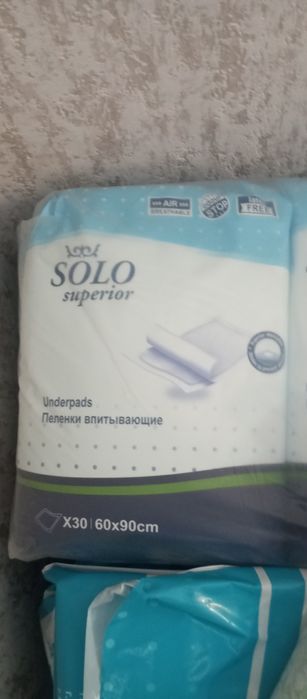 AIR
BREATHABLE
STOP
FREE
SOLO
superior
Underpads
Пеленки впитывающие
X30 | 60x90cm